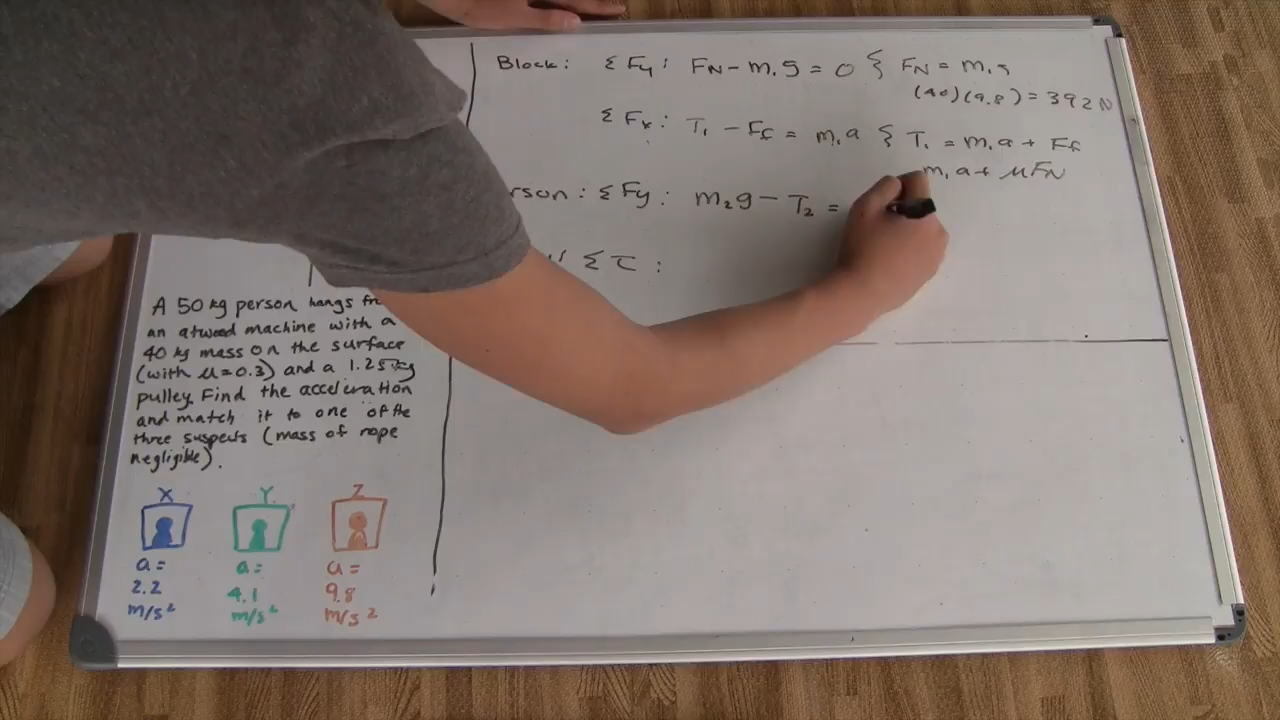 Block: ΣFy: FN - m₁g = 0 { FN = m₁g
(40)(9.8) = 392 N
ΣFx: T₁ - Ff = m₁a { T₁ = m₁a + Ff
m₁a + μFN
rson: ΣFy: m₂g - T₂ =
Στ:
A 50 kg person hangs
an atwood machine with a
40 kg mass on the surface
(with μ=0.3) and a 1.25 kg
pulley. Find the acceleration
and match it to one of the
three suspects (mass of rope
negligible).
X Y Z
a= a= a=
2.2 4.1 9.8
m/s² m/s² m/s²